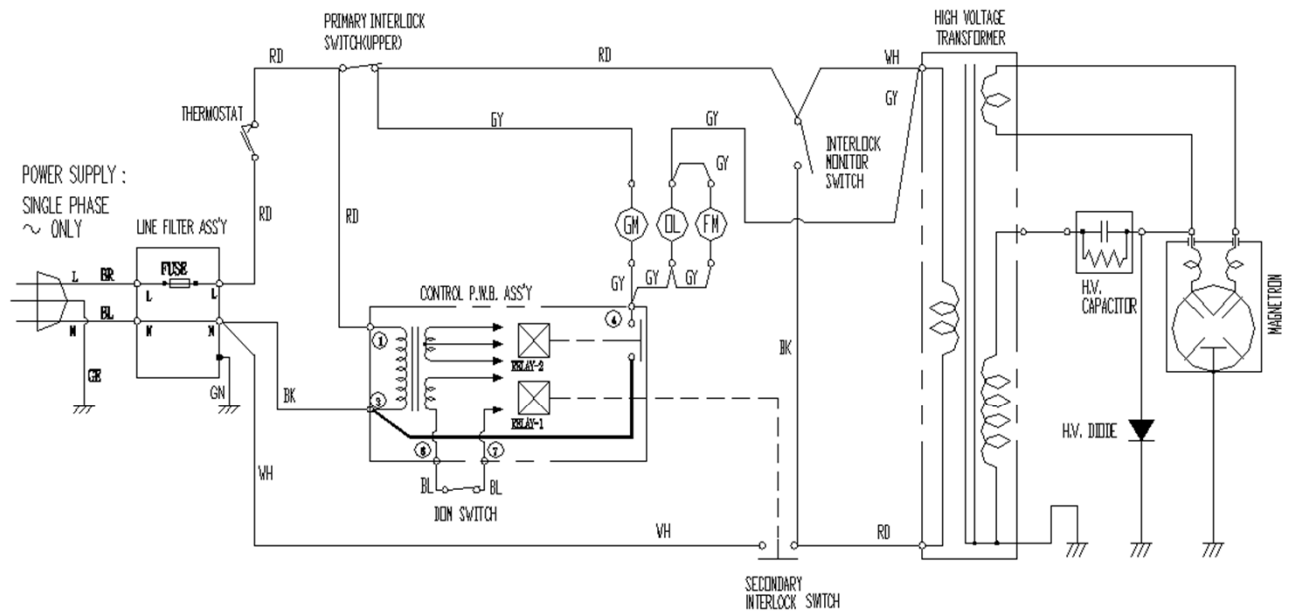 PRIMARY INTERLOCK
SWITCH(UPPER)
HIGH VOLTAGE
TRANSFORMER
RD
RD
WH
GY
THERMOSTAT
GY
GY
GY
INTERLOCK
MONITOR
SWITCH
POWER SUPPLY :
SINGLE PHASE
~ ONLY
LINE FILTER ASS'Y
RD
RD
GM
OL
FM
FUSE
L
BR
L
L
BL
N
N
N
GY
GY
GY
CONTROL P.W.B. ASS'Y
H.V.
CAPACITOR
MAGNETRON
1
4
RELAY-2
BK
GN
BK
3
RELAY-1
H.V. DIODE
7
WH
BL
BL
DON SWITCH
WH
RD
SECONDARY
INTERLOCK SWITCH